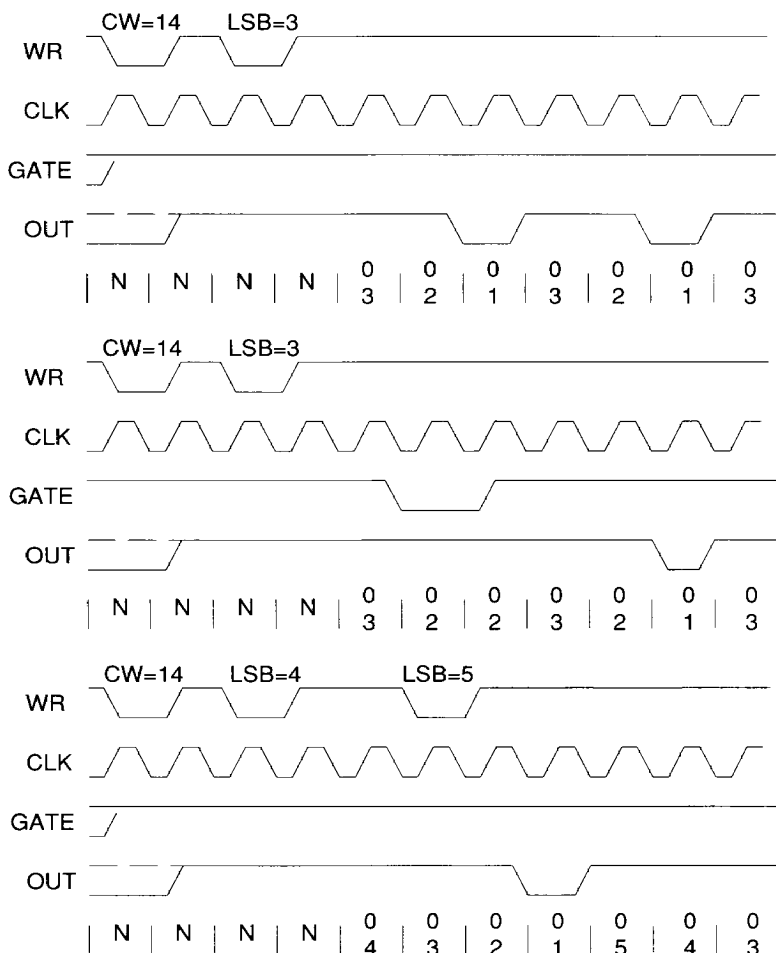 CW=14 LSB=3
WR
CLK
GATE
OUT
N N N N 0 0 0 0 0 0 0
3 2 1 3 2 1 3
CW=14 LSB=3
WR
CLK
GATE
OUT
N N N N 0 0 0 0 0 0 0
3 2 2 3 2 1 3
CW=14 LSB=4 LSB=5
WR
CLK
GATE
OUT
N N N N 0 0 0 0 0 0 0
4 3 2 1 5 4 3